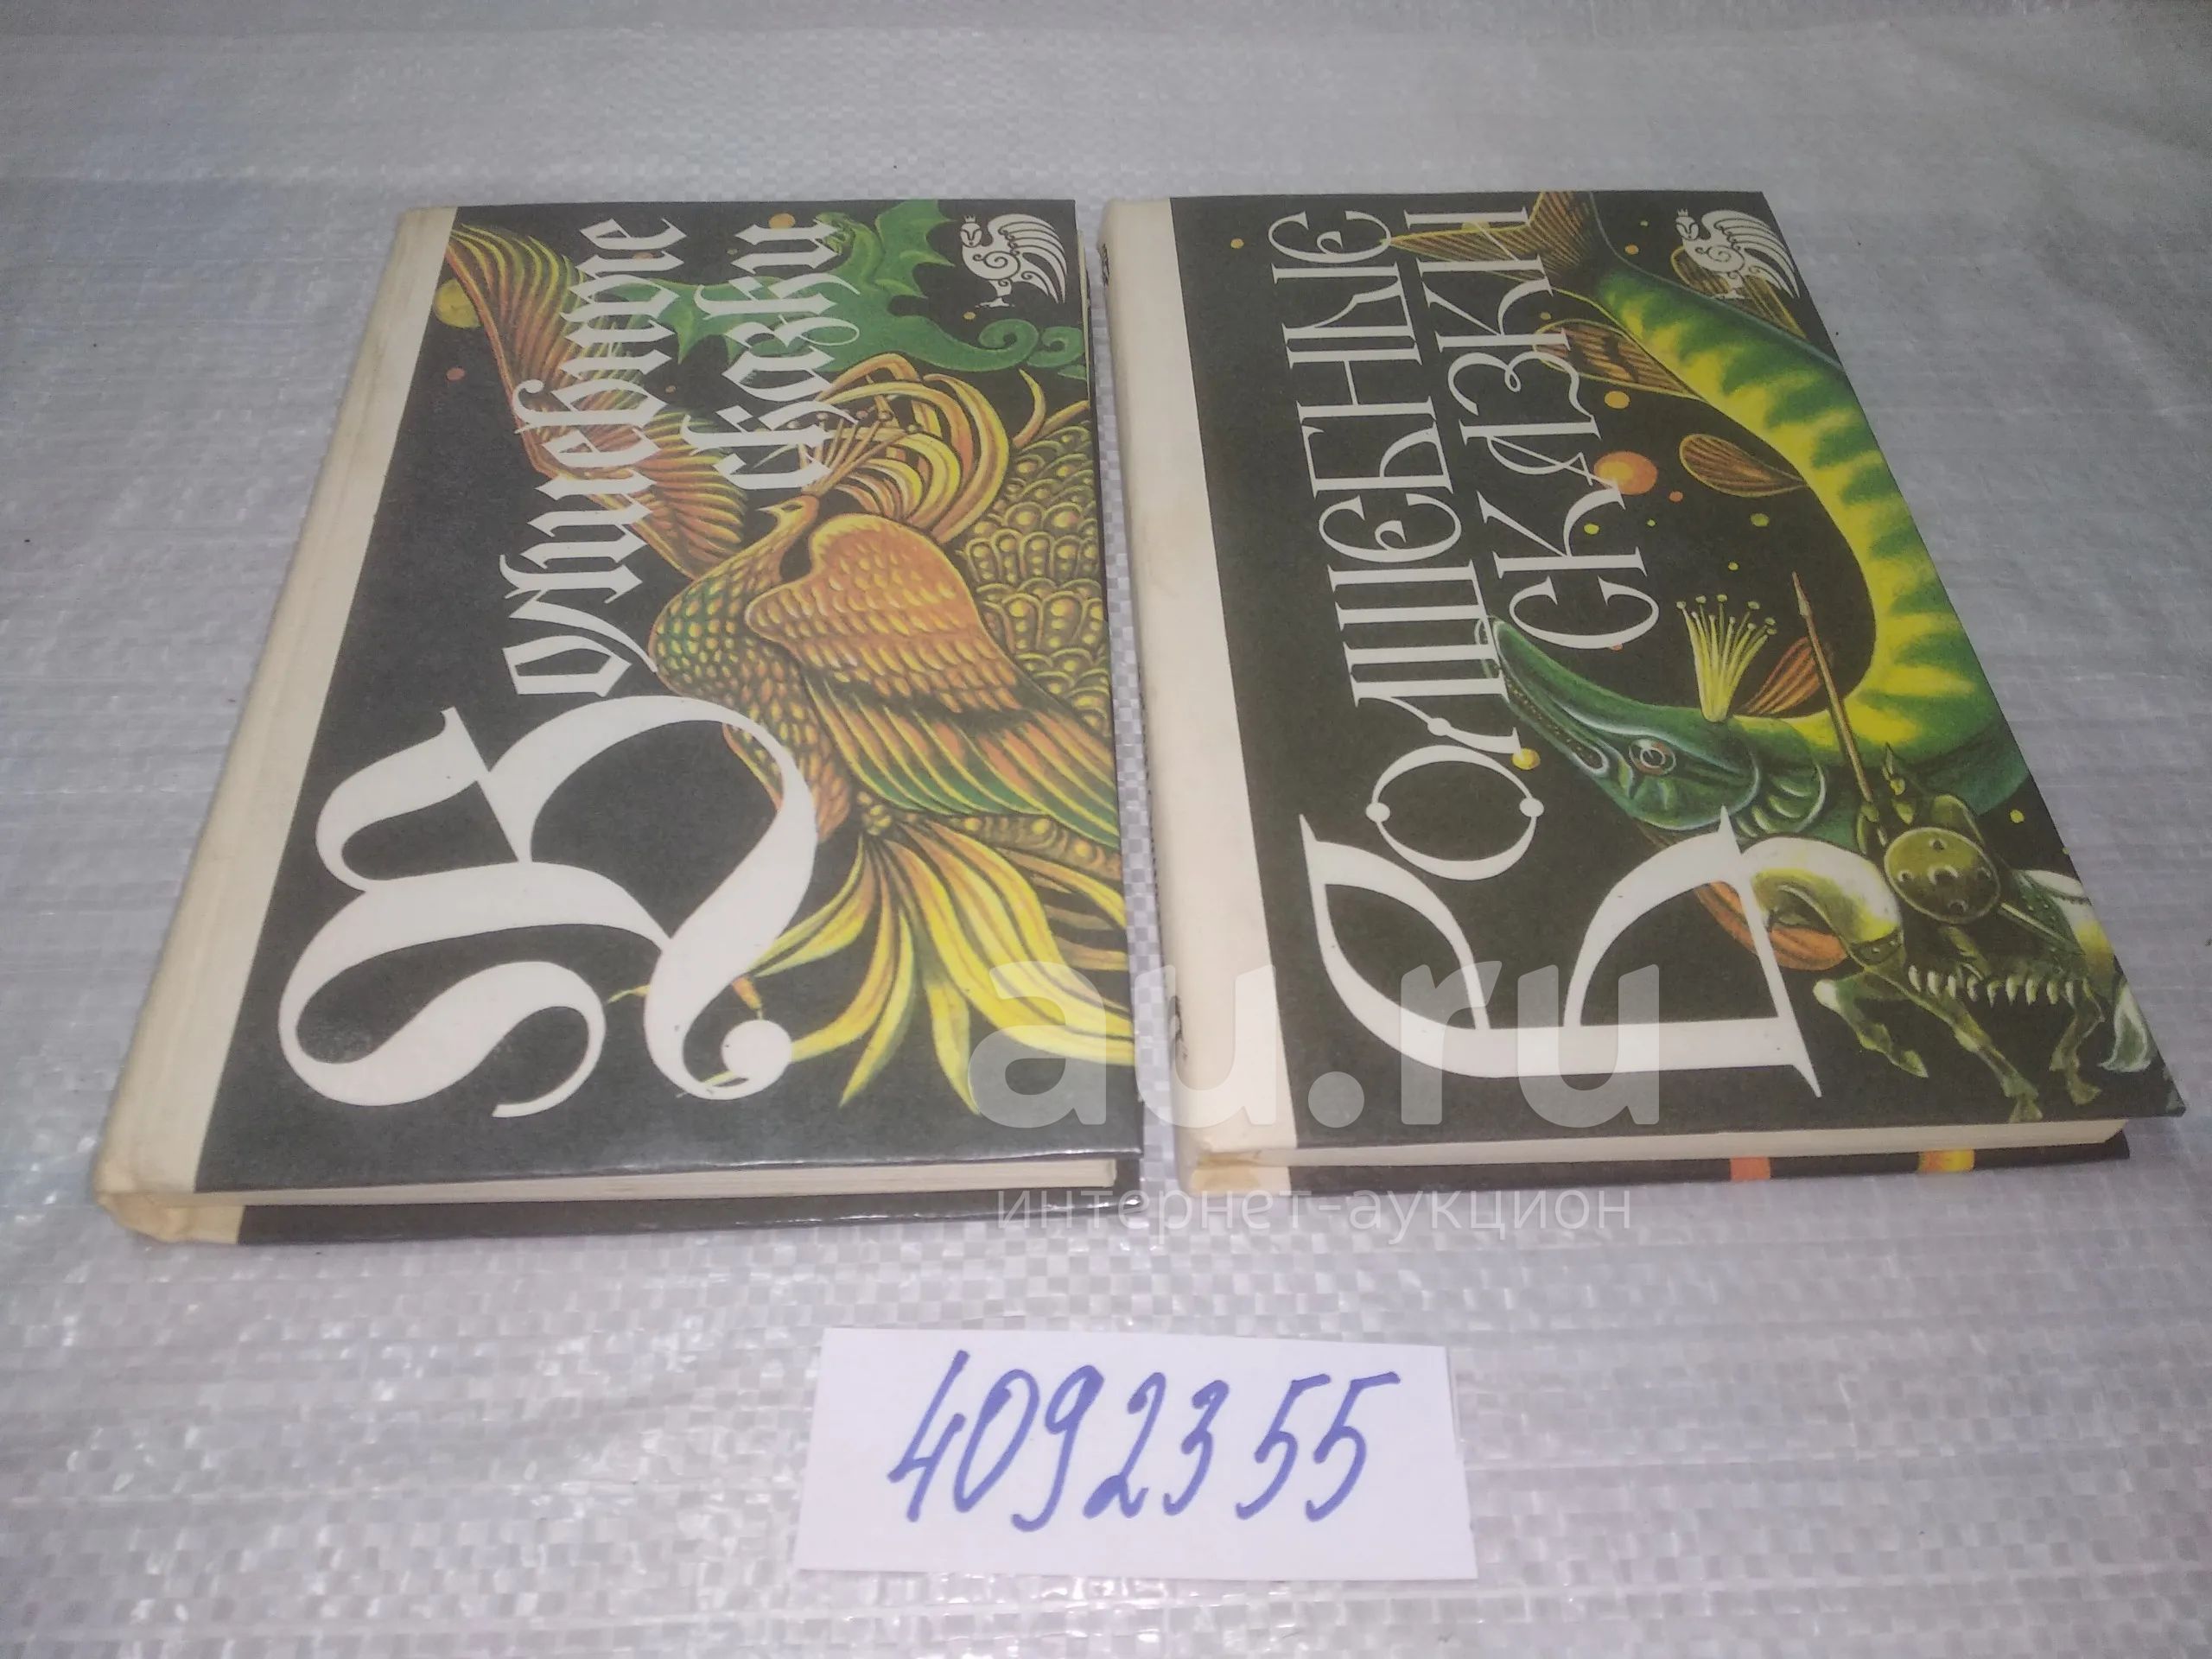 Волшебные
сказки
ВОЛШЕБНЫЕ
СКАЗКИ
au.ru
интернет-аукцион
4092355